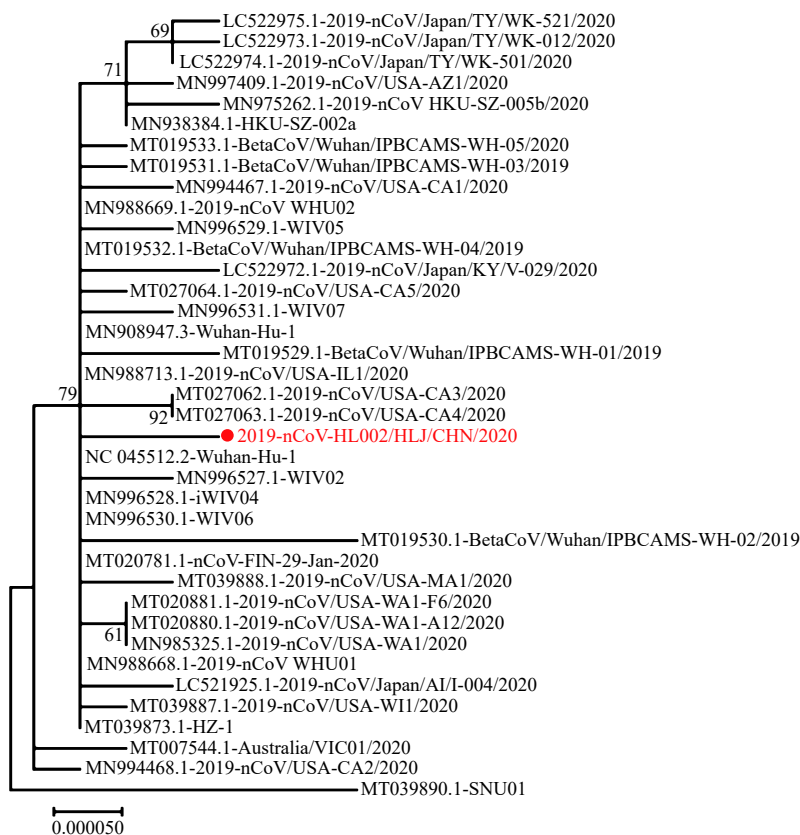 LC522975.1-2019-nCoV/Japan/TY/WK-521/2020
69
LC522973.1-2019-nCoV/Japan/TY/WK-012/2020
LC522974.1-2019-nCoV/Japan/TY/WK-501/2020
71
MN997409.1-2019-nCoV/USA-AZ1/2020
MN975262.1-2019-nCoV HKU-SZ-005b/2020
MN938384.1-HKU-SZ-002a
MT019533.1-BetaCoV/Wuhan/IPBCAMS-WH-05/2020
MT019531.1-BetaCoV/Wuhan/IPBCAMS-WH-03/2019
MN994467.1-2019-nCoV/USA-CA1/2020
MN988669.1-2019-nCoV WHU02
MN996529.1-WIV05
MT019532.1-BetaCoV/Wuhan/IPBCAMS-WH-04/2019
LC522972.1-2019-nCoV/Japan/KY/V-029/2020
MT027064.1-2019-nCoV/USA-CA5/2020
MN996531.1-WIV07
MN908947.3-Wuhan-Hu-1
MT019529.1-BetaCoV/Wuhan/IPBCAMS-WH-01/2019
MN988713.1-2019-nCoV/USA-IL1/2020
79
MT027062.1-2019-nCoV/USA-CA3/2020
92
MT027063.1-2019-nCoV/USA-CA4/2020
2019-nCoV-HL002/HLJ/CHN/2020
NC 045512.2-Wuhan-Hu-1
MN996527.1-WIV02
MN996528.1-iWIV04
MN996530.1-WIV06
MT019530.1-BetaCoV/Wuhan/IPBCAMS-WH-02/2019
MT020781.1-nCoV-FIN-29-Jan-2020
MT039888.1-2019-nCoV/USA-MA1/2020
MT020881.1-2019-nCoV/USA-WA1-F6/2020
MT020880.1-2019-nCoV/USA-WA1-A12/2020
61
MN985325.1-2019-nCoV/USA-WA1/2020
MN988668.1-2019-nCoV WHU01
LC521925.1-2019-nCoV/Japan/AI/I-004/2020
MT039887.1-2019-nCoV/USA-WI1/2020
MT039873.1-HZ-1
MT007544.1-Australia/VIC01/2020
MN994468.1-2019-nCoV/USA-CA2/2020
MT039890.1-SNU01
0.000050